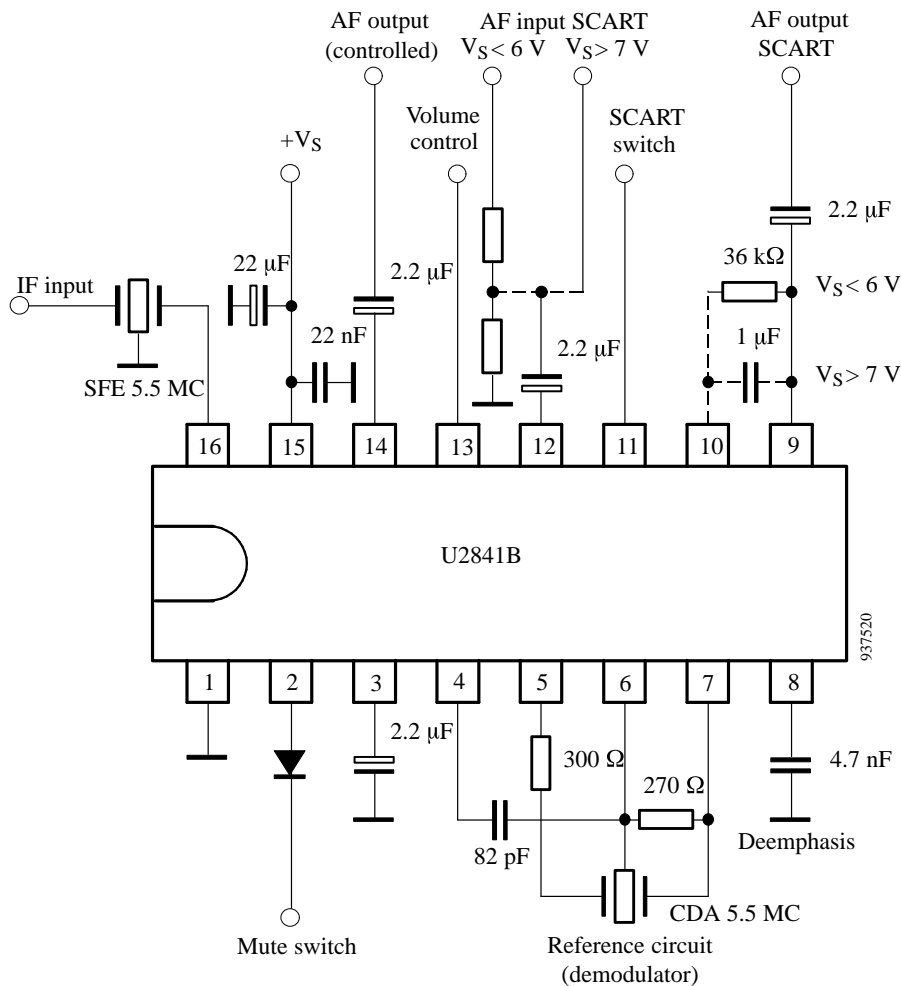 AF output
(controlled)
AF input SCART
V_S < 6 V V_S > 7 V
AF output
SCART
Volume
control
SCART
switch
+V_S
2.2 µF
36 kΩ
22 µF
2.2 µF
IF input
V_S < 6 V
22 nF
2.2 µF
1 µF
SFE 5.5 MC
V_S > 7 V
16 15 14 13 12 11 10 9
U2841B
937520
1 2 3 4 5 6 7 8
2.2 µF
300 Ω
4.7 nF
270 Ω
82 pF
Deemphasis
CDA 5.5 MC
Mute switch
Reference circuit
(demodulator)